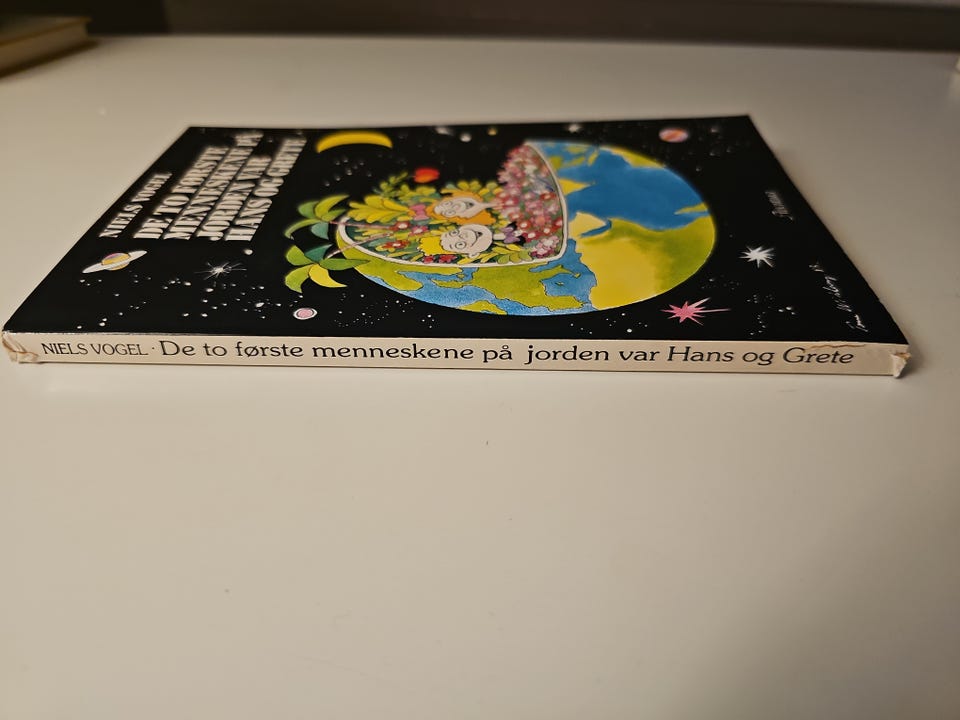 NIELS VOGEL
DE TO FØRSTE
MENNESKENE PÅ
JORDEN VAR
HANS OG GRETE
NIELS VOGEL · De to første menneskene på jorden var Hans og Grete